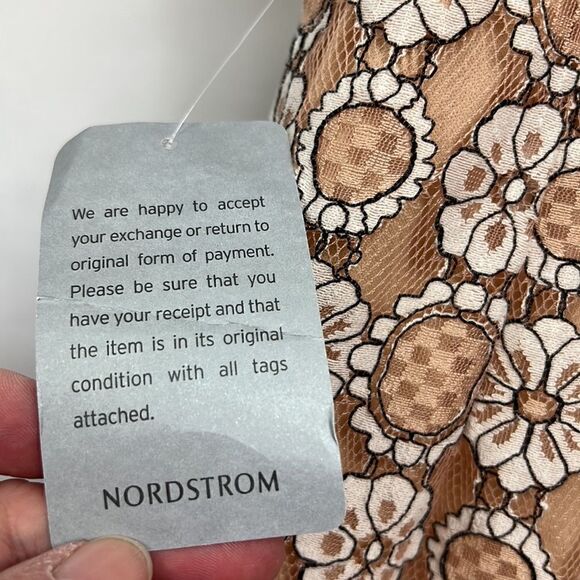 We are happy to accept
your exchange or return to
original form of payment.
Please be sure that you
have your receipt and that
the item is in its original
condition with all tags
attached.
NORDSTROM